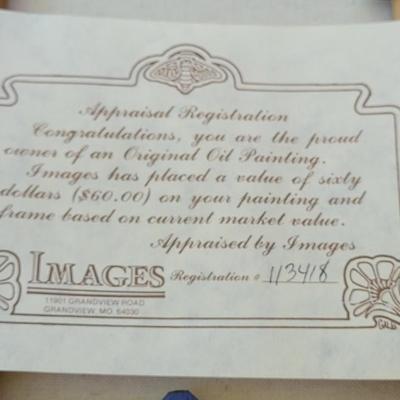 Appraisal Registration
Congratulations, you are the proud
owner of an Original Oil Painting.
Images has placed a value of sixty
dollars ($60.00) on your painting and
frame based on current market value.
Appraised by Images
IMAGES Registration # 113418
11901 GRANDVIEW ROAD
GRANDVIEW, MO. 64030